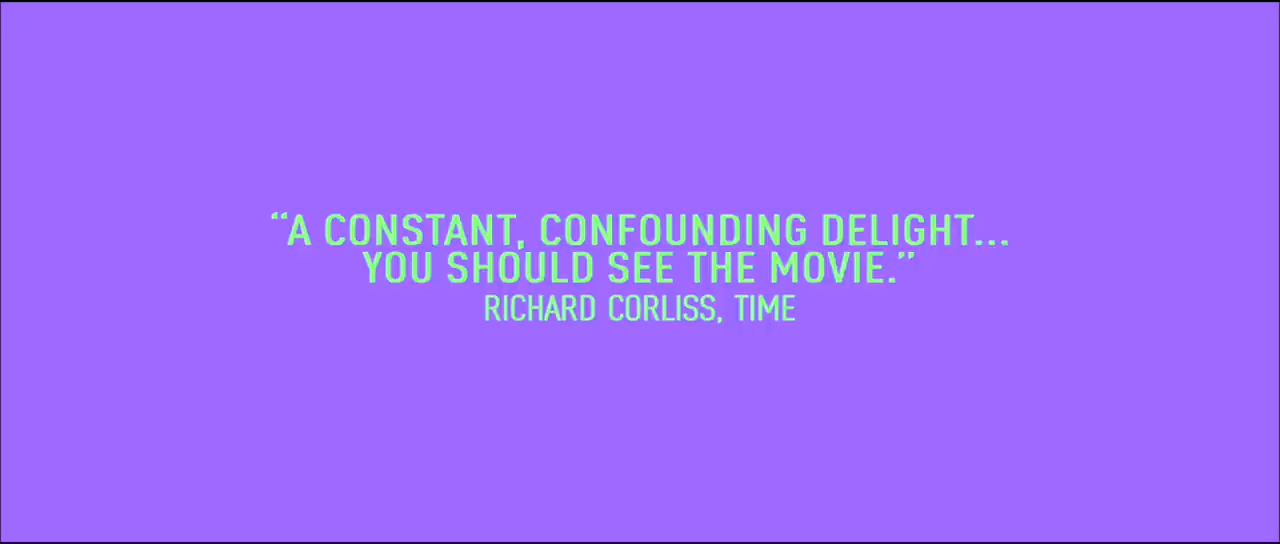 “A CONSTANT, CONFOUNDING DELIGHT...
YOU SHOULD SEE THE MOVIE.”
RICHARD CORLISS, TIME